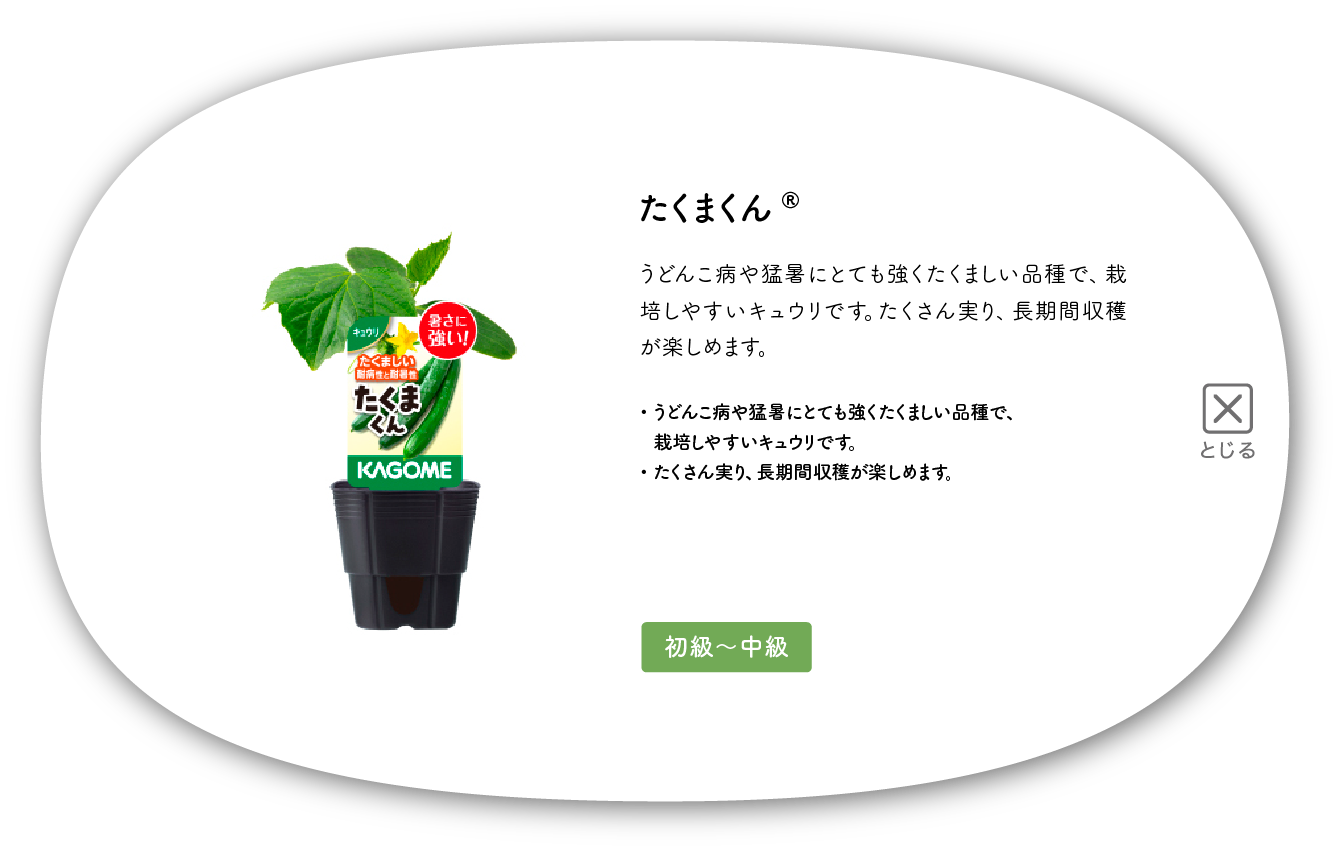 たくまくん ®
うどんこ病や猛暑にとても強くたくましい品種で、栽
培しやすいキュウリです。たくさん実り、長期間収穫
が楽しめます。
・うどんこ病や猛暑にとても強くたくましい品種で、
栽培しやすいキュウリです。
・たくさん実り、長期間収穫が楽しめます。
初級～中級
とじる
キュウリ
暑さに
強い!
たくましい
耐病性と耐暑性
たくま
くん
KAGOME